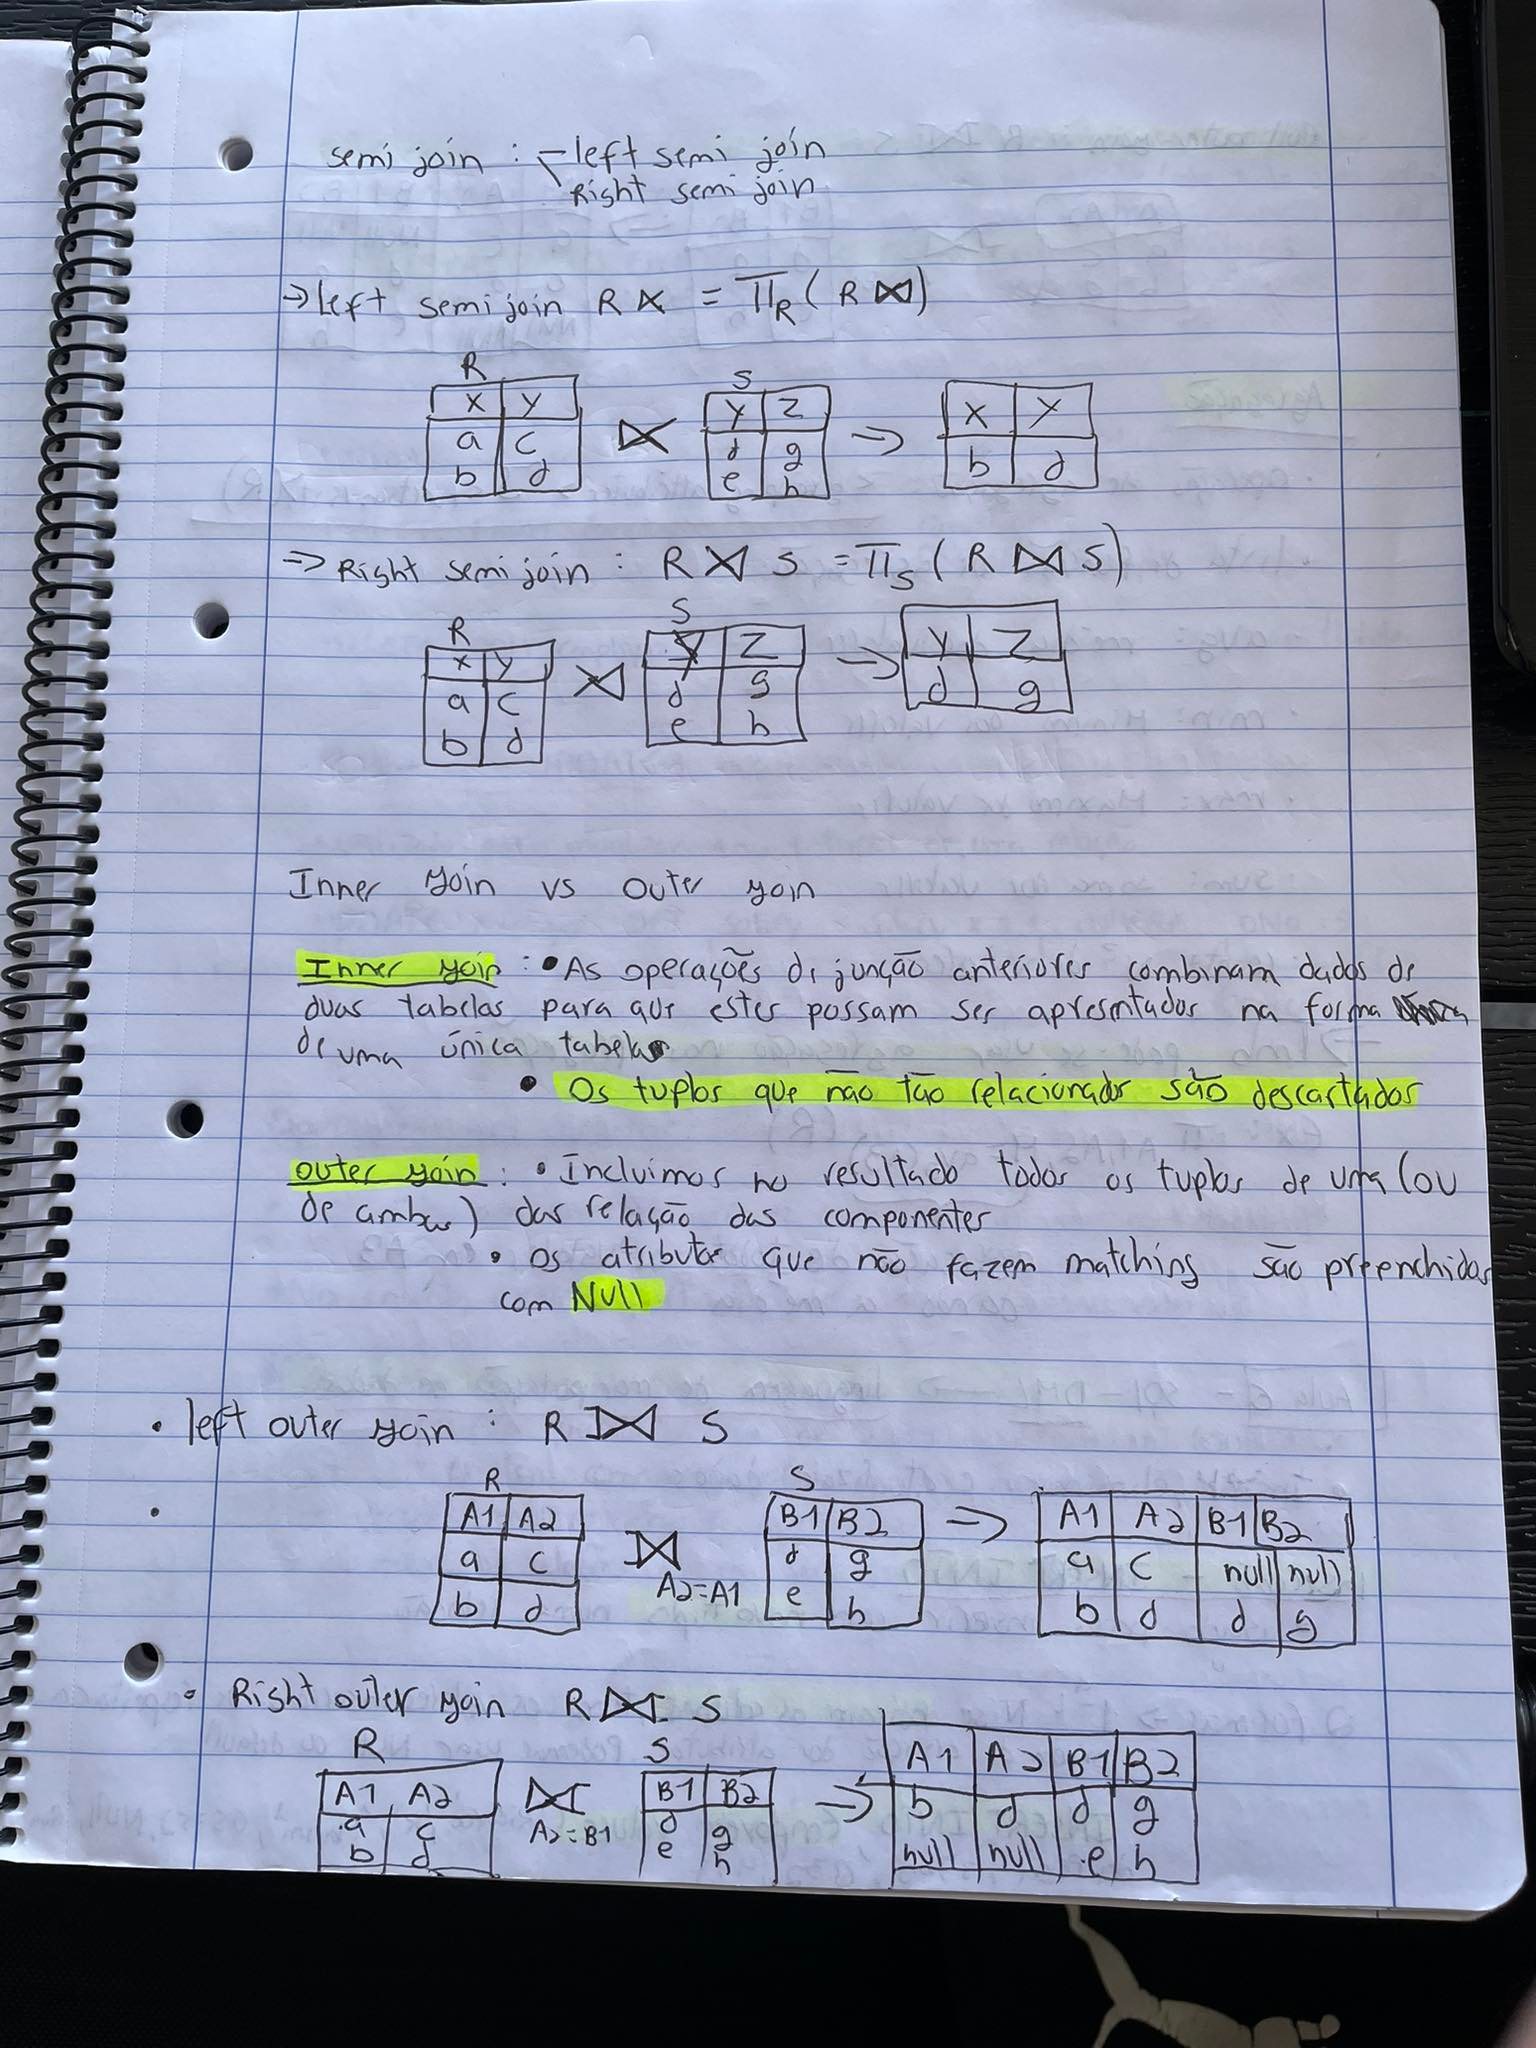 semi join : - left semi join
Right semi join
→ Left semi join R ⋉ = π_R ( R ⋈ )
R
S
x y
y z
x y
a c ⋉ d g →
b d
b d
e h
→ Right semi join : R ⋊ S = π_S ( R ⋈ S )
R
S
x y
y z
y z
a c ⋊ d g →
d g
b d
e h
Inner yoin vs outer yoin
Inner yoin : • As operações de junção anteriores combinam dados de
duas tabelas para que estes possam ser apresentados na forma
de uma única tabela
• Os tuplos que não tão relacionados são descartados
outer yoin : • Incluimos no resultado todos os tuplos de uma (ou
de ambas) das relação das componentes
• Os atributos que não fazem matching são preenchidos
com Null
• left outer yoin : R ⟕ S
R
S
A1 A2
B1 B2 →
A1 A2 B1 B2
a c ⟕ d g
a c null null
A2=A1
b d
e h
b d d g
• Right outer yoin R ⟖ S
R
S
A1 A2 ⟖ B1 B2 →
A1 A2 B1 B2
A2=B1
a c
d g
b d d g
b d
e h
null null e h